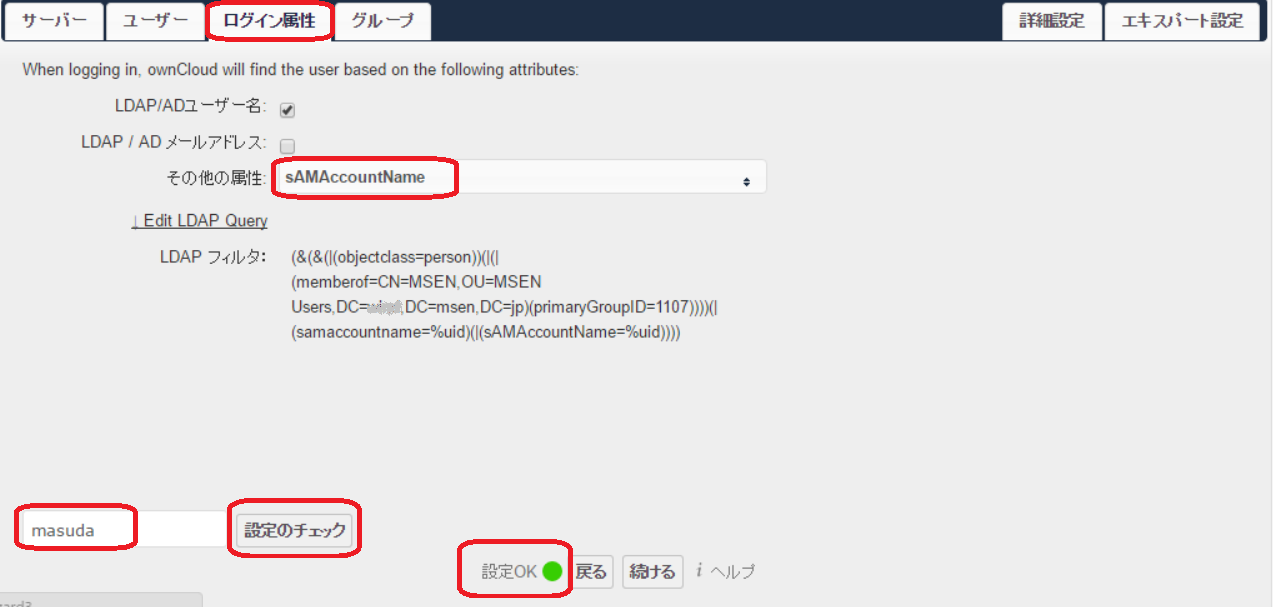 サーバー ユーザー ログイン属性 グループ 詳細設定 エキスパート設定
When logging in, ownCloud will find the user based on the following attributes:
LDAP/ADユーザー名:
LDAP / AD メールアドレス:
その他の属性: sAMAccountName
↓ Edit LDAP Query
LDAP フィルタ: (&(&(|(objectclass=person))(|(|
(memberof=CN=MSEN,OU=MSEN
Users,DC=,DC=msen,DC=jp)(primaryGroupID=1107))))(|
(samaccountname=%uid)(|(sAMAccountName=%uid))))
masuda 設定のチェック
設定OK 戻る 続ける i ヘルプ